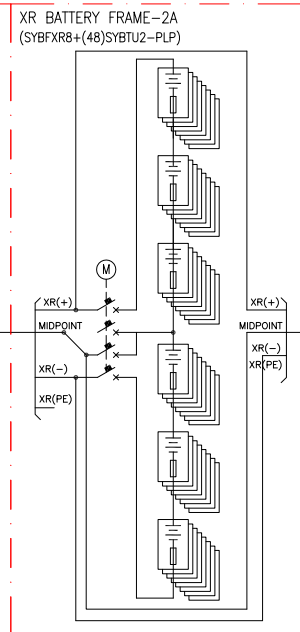 XR BATTERY FRAME-2A
(SYBFXR8+(48)SYBTU2-PLP)
M
XR(+)
MIDPOINT
XR(-)
XR(PE)
XR(+)
MIDPOINT
XR(-)
XR(PE)